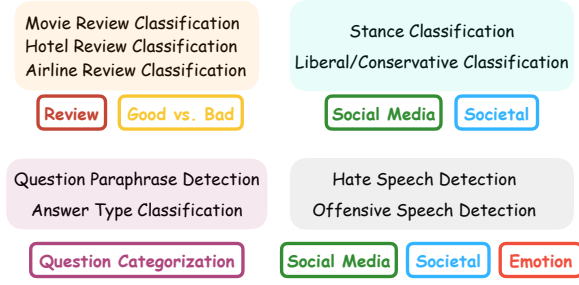 Movie Review Classification
Hotel Review Classification
Airline Review Classification
Review
Good vs. Bad
Stance Classification
Liberal/Conservative Classification
Social Media
Societal
Question Paraphrase Detection
Answer Type Classification
Question Categorization
Hate Speech Detection
Offensive Speech Detection
Social Media
Societal
Emotion